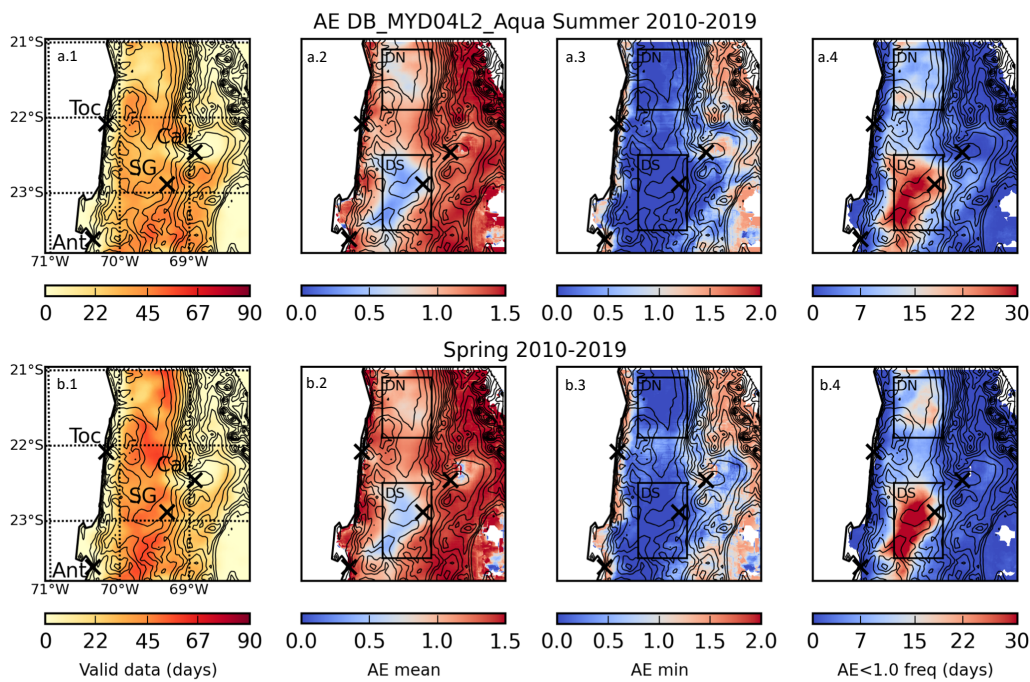 AE DB_MYD04L2_Aqua Summer 2010-2019
21°S
22°S
23°S
a.1
Toc
Cal
SG
Ant
71°W 70°W 69°W
a.2
DN
DS
a.3
DN
DS
a.4
DN
DS
0 22 45 67 90
0.0 0.5 1.0 1.5
0.0 0.5 1.0 1.5 2.0
0 7 15 22 30
Spring 2010-2019
21°S
22°S
23°S
b.1
Toc
Cal
SG
Ant
71°W 70°W 69°W
b.2
DN
DS
b.3
DN
DS
b.4
DN
DS
0 22 45 67 90
0.0 0.5 1.0 1.5
0.0 0.5 1.0 1.5 2.0
0 7 15 22 30
Valid data (days)
AE mean
AE min
AE<1.0 freq (days)